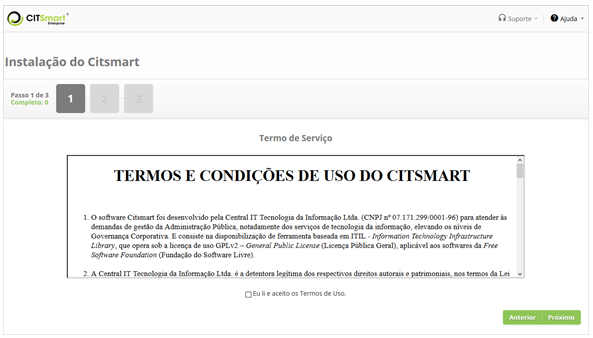 CITSmart
Enterprise
Suporte
Ajuda
Instalação do Citsmart
Passo 1 de 3
Completo: 0
1
2
3
Termo de Serviço
TERMOS E CONDIÇÕES DE USO DO CITSMART
1. O software Citsmart foi desenvolvido pela Central IT Tecnologia da Informação Ltda. (CNPJ nº 07.171.299/0001-96) para atender às
demandas de gestão da Administração Pública, notadamente dos serviços de tecnologia da informação, elevando os níveis de
Governança Corporativa. E consiste na disponibilização de ferramenta baseada em ITIL - Information Technology Infrastructure
Library, que opera sob a licença de uso GPLv2 – General Public License (Licença Pública Geral), aplicável aos softwares da Free
Software Foundation (Fundação do Software Livre).
2. A Central IT Tecnologia da Informação Ltda. é a detentora legítima dos respectivos direitos autorais e patrimoniais, nos termos da Lei
Eu li e aceito os Termos de Uso.
Anterior
Próximo